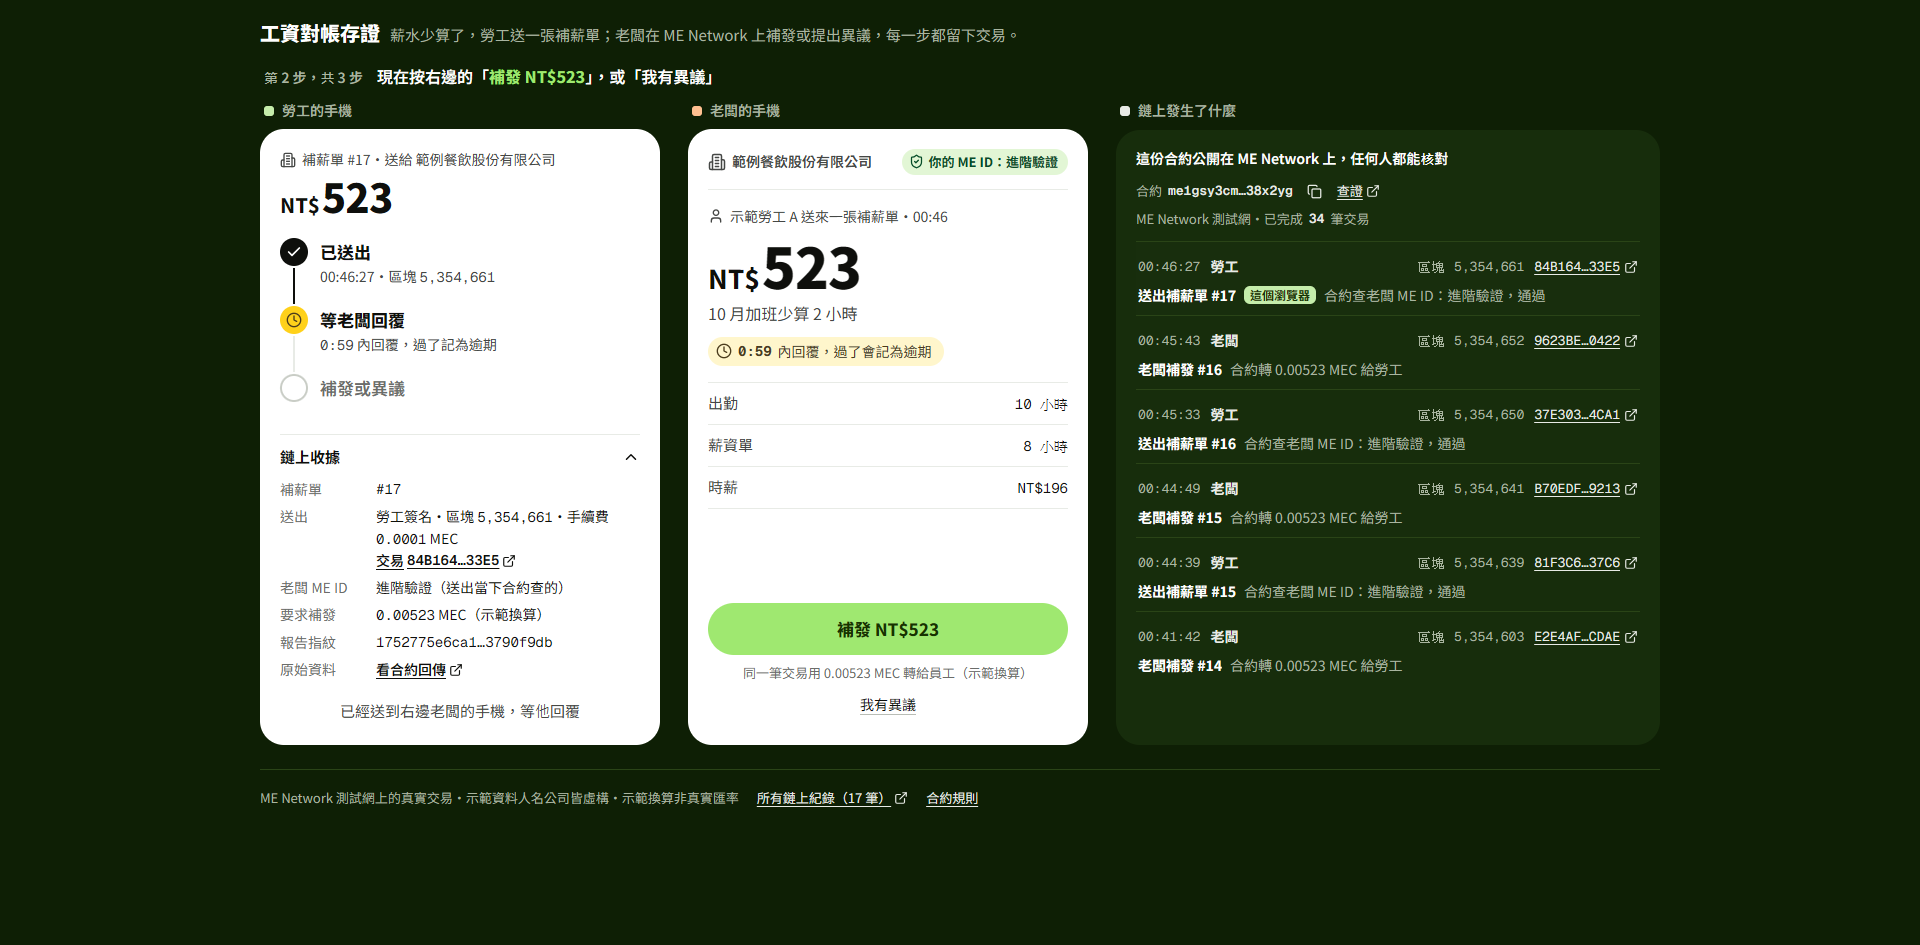 工資對帳存證 薪水少算了，勞工送一張補薪單；老闆在 ME Network 上補發或提出異議，每一步都留下交易。
第 2 步，共 3 步 現在按右邊的「補發 NT$523」，或「我有異議」
勞工的手機
補薪單 #17・送給 範例餐飲股份有限公司
NT$523
已送出
00:46:27・區塊 5,354,661
等老闆回覆
0:59 內回覆，過了記為逾期
補發或異議
鏈上收據
補薪單 #17
送出 勞工簽名・區塊 5,354,661・手續費
0.0001 MEC
交易 84B164…33E5
老闆 ME ID 進階驗證（送出當下合約查的）
要求補發 0.00523 MEC（示範換算）
報告指紋 1752775e6ca1…3790f9db
原始資料 看合約回傳
已經送到右邊老闆的手機，等他回覆
老闆的手機
範例餐飲股份有限公司 你的 ME ID：進階驗證
示範勞工 A 送來一張補薪單・00:46
NT$523
10 月加班少算 2 小時
0:59 內回覆，過了會記為逾期
出勤 10 小時
薪資單 8 小時
時薪 NT$196
補發 NT$523
同一筆交易用 0.00523 MEC 轉給員工（示範換算）
我有異議
鏈上發生了什麼
這份合約公開在 ME Network 上，任何人都能核對
合約 me1gsy3cm…38x2yg 查證
ME Network 測試網・已完成 34 筆交易
00:46:27 勞工 區塊 5,354,661 84B164…33E5
送出補薪單 #17 這個瀏覽器 合約查老闆 ME ID：進階驗證，通過
00:45:43 老闆 區塊 5,354,652 9623BE…0422
老闆補發 #16 合約轉 0.00523 MEC 給勞工
00:45:33 勞工 區塊 5,354,650 37E303…4CA1
送出補薪單 #16 合約查老闆 ME ID：進階驗證，通過
00:44:49 老闆 區塊 5,354,641 B70EDF…9213
老闆補發 #15 合約轉 0.00523 MEC 給勞工
00:44:39 勞工 區塊 5,354,639 81F3C6…37C6
送出補薪單 #15 合約查老闆 ME ID：進階驗證，通過
00:41:42 老闆 區塊 5,354,603 E2E4AF…CDAE
老闆補發 #14 合約轉 0.00523 MEC 給勞工
ME Network 測試網上的真實交易・示範資料人名公司皆虛構・示範換算非真實匯率 所有鏈上紀錄（17 筆） 合約規則